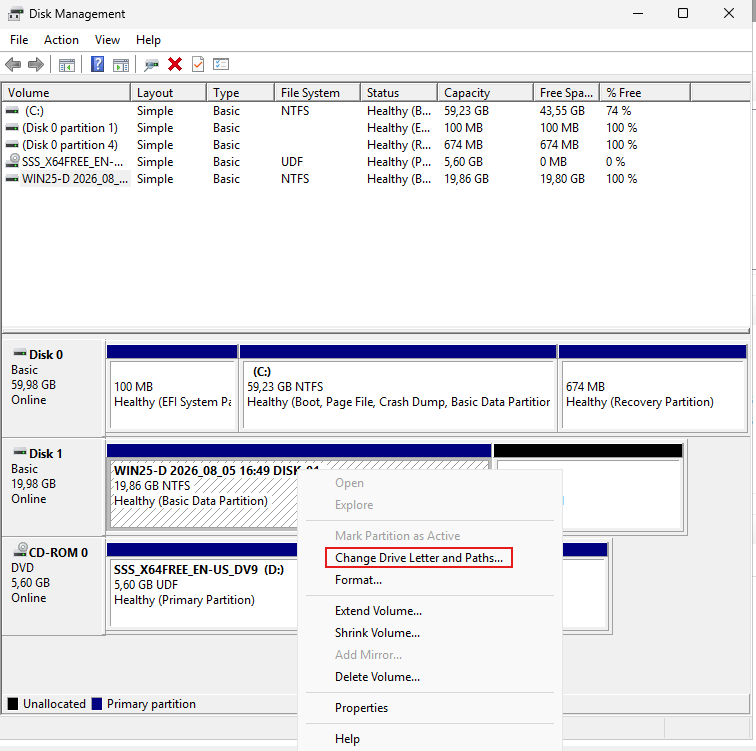 Disk Management
File Action View Help
Volume Layout Type File System Status Capacity Free Spa... % Free
(C:) Simple Basic NTFS Healthy (B... 59,23 GB 43,55 GB 74 %
(Disk 0 partition 1) Simple Basic Healthy (E... 100 MB 100 MB 100 %
(Disk 0 partition 4) Simple Basic Healthy (R... 674 MB 674 MB 100 %
SSS_X64FREE_EN-... Simple Basic UDF Healthy (P... 5,60 GB 0 MB 0 %
WIN25-D 2026_08_... Simple Basic NTFS Healthy (B... 19,86 GB 19,80 GB 100 %
Disk 0
Basic
59,98 GB
Online
100 MB
Healthy (EFI System Pa
(C:)
59,23 GB NTFS
Healthy (Boot, Page File, Crash Dump, Basic Data Partition
674 MB
Healthy (Recovery Partition)
Disk 1
Basic
19,98 GB
Online
WIN25-D 2026_08_05 16:49 DISK_01
19,86 GB NTFS
Healthy (Basic Data Partition)
CD-ROM 0
DVD
5,60 GB
Online
SSS_X64FREE_EN-US_DV9 (D:)
5,60 GB UDF
Healthy (Primary Partition)
Open
Explore
Mark Partition as Active
Change Drive Letter and Paths...
Format...
Extend Volume...
Shrink Volume...
Add Mirror...
Delete Volume...
Properties
Help
Unallocated Primary partition